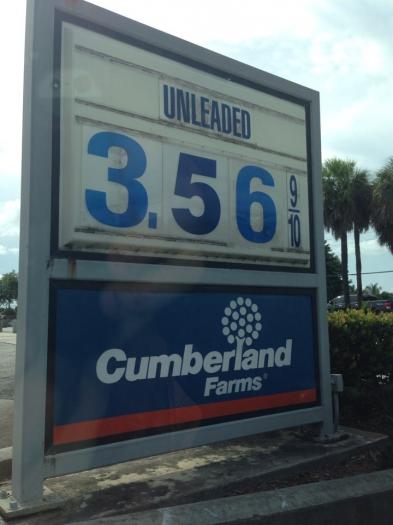 UNLEADED
3.56 9/10
Cumberland
Farms®